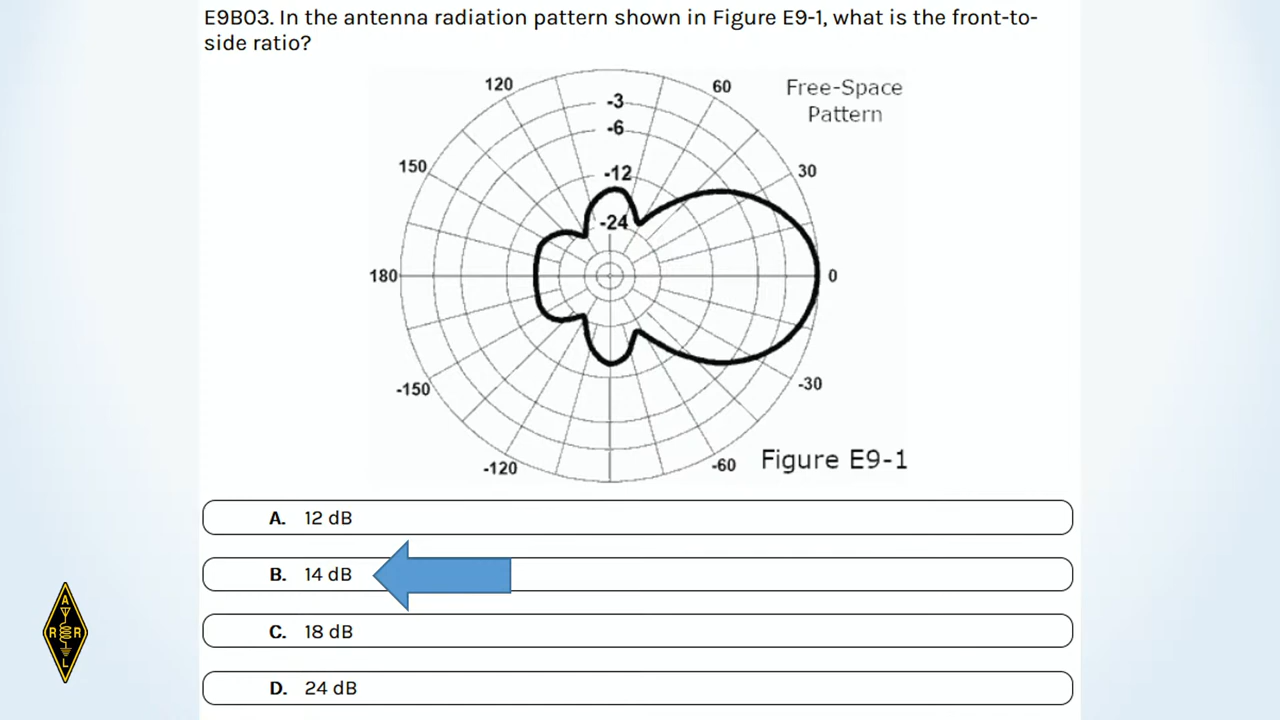 E9B03. In the antenna radiation pattern shown in Figure E9-1, what is the front-to-
side ratio?
120
60
Free-Space
Pattern
-3
-6
150
30
-12
-24
180
0
-150
-30
-120
-60
Figure E9-1
A. 12 dB
B. 14 dB
C. 18 dB
D. 24 dB
A
R R
L